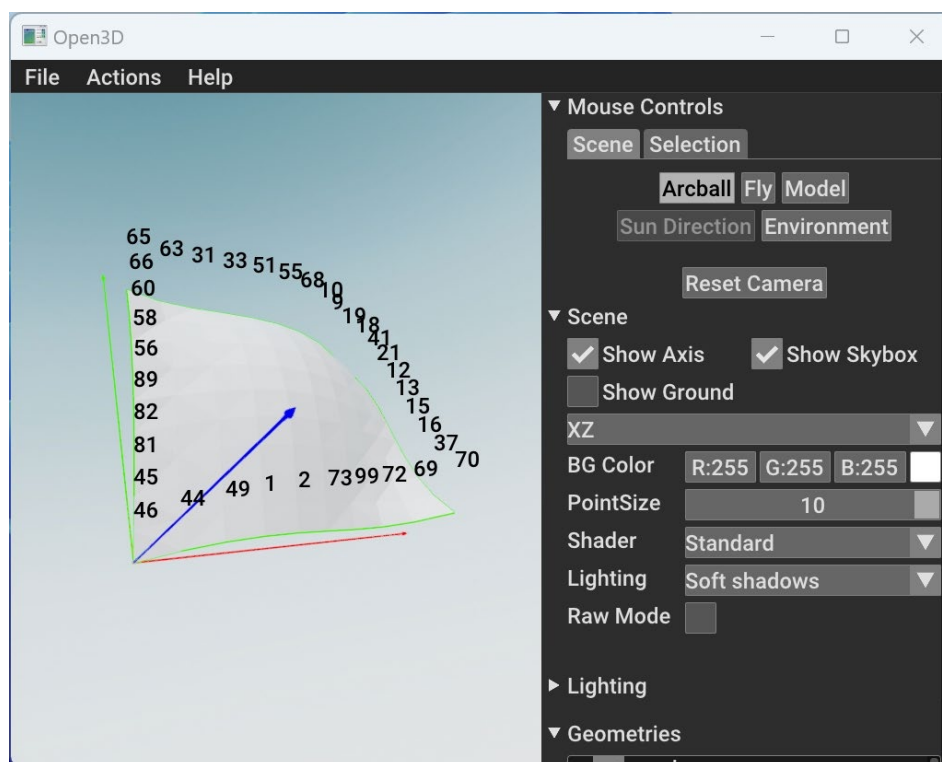 Open3D
File Actions Help
65
63
31
33
51
55
68
10
9
19
18
41
21
12
13
15
16
37
70
66
60
58
56
89
82
81
45
46
44
49
1
2
73
99
72
69
Mouse Controls
Scene Selection
Arcball Fly Model
Sun Direction Environment
Reset Camera
Scene
Show Axis Show Skybox
Show Ground
XZ
BG Color R:255 G:255 B:255
PointSize 10
Shader Standard
Lighting Soft shadows
Raw Mode
Lighting
Geometries